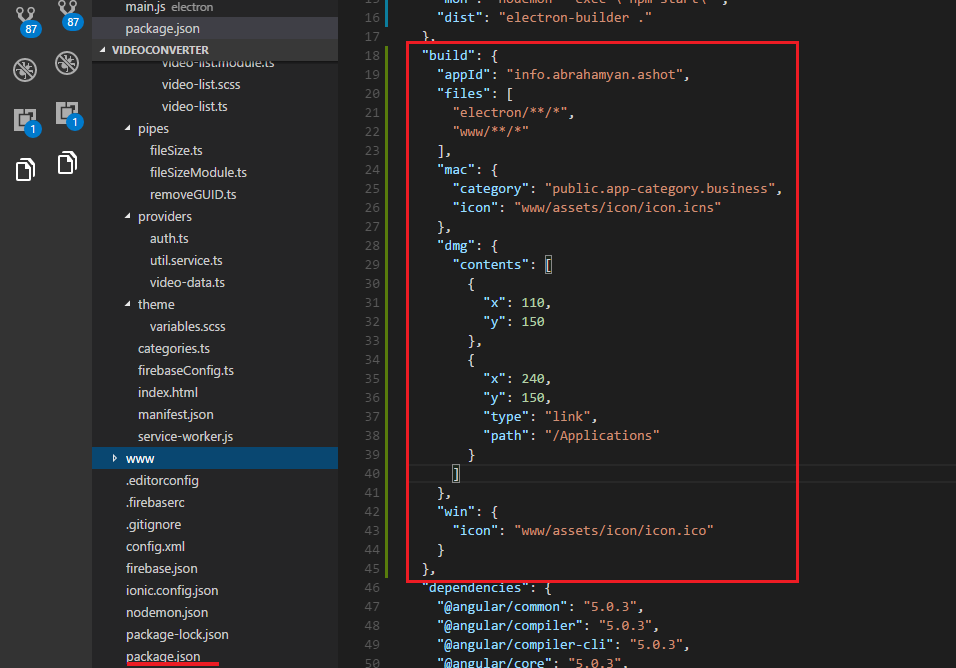 87
87
1
1
main.js electron
package.json
VIDEOCONVERTER
video-list.module.ts
video-list.scss
video-list.ts
pipes
fileSize.ts
fileSizeModule.ts
removeGUID.ts
providers
auth.ts
util.service.ts
video-data.ts
theme
variables.scss
categories.ts
firebaseConfig.ts
index.html
manifest.json
service-worker.js
www
.editorconfig
.firebaserc
.gitignore
config.xml
firebase.json
ionic.config.json
nodemon.json
package-lock.json
package.json
16 "dist": "electron-builder ."
17 },
18 "build": {
19 "appId": "info.abrahamyan.ashot",
20 "files": [
21 "electron/**/*",
22 "www/**/*"
23 ],
24 "mac": {
25 "category": "public.app-category.business",
26 "icon": "www/assets/icon/icon.icns"
27 },
28 "dmg": {
29 "contents": [
30 {
31 "x": 110,
32 "y": 150
33 },
34 {
35 "x": 240,
36 "y": 150,
37 "type": "link",
38 "path": "/Applications"
39 }
40 ]
41 },
42 "win": {
43 "icon": "www/assets/icon/icon.ico"
44 }
45 },
46 "dependencies": {
47 "@angular/common": "5.0.3",
48 "@angular/compiler": "5.0.3",
49 "@angular/compiler-cli": "5.0.3",
50 "@angular/core": "5.0.3",